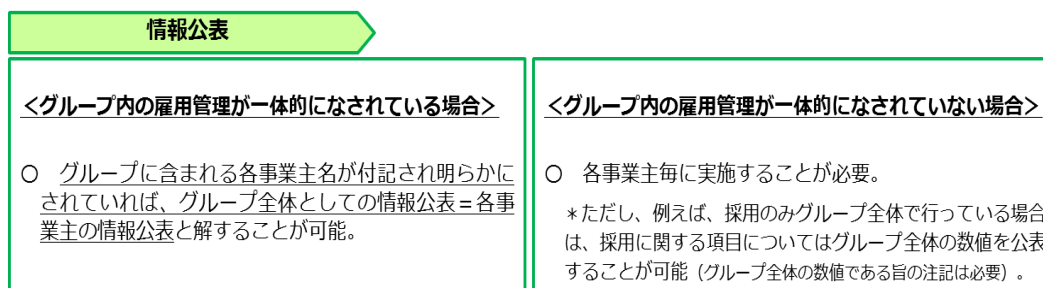 情報公表
<グループ内の雇用管理が一体的になされている場合>
○ グループに含まれる各事業主名が付記され明らかに
されていれば、グループ全体としての情報公表=各事
業主の情報公表と解することが可能。
<グループ内の雇用管理が一体的になされていない場合>
○ 各事業主毎に実施することが必要。
*ただし、例えば、採用のみグループ全体で行っている場合
は、採用に関する項目についてはグループ全体の数値を公表
することが可能(グループ全体の数値である旨の注記は必要)。